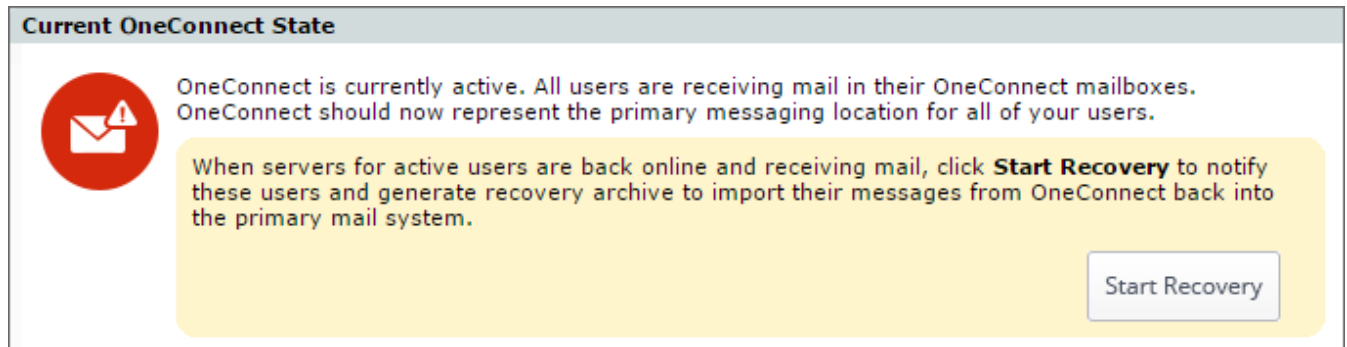 Current OneConnect State
OneConnect is currently active. All users are receiving mail in their OneConnect mailboxes.
OneConnect should now represent the primary messaging location for all of your users.
When servers for active users are back online and receiving mail, click Start Recovery to notify
these users and generate recovery archive to import their messages from OneConnect back into
the primary mail system.
Start Recovery